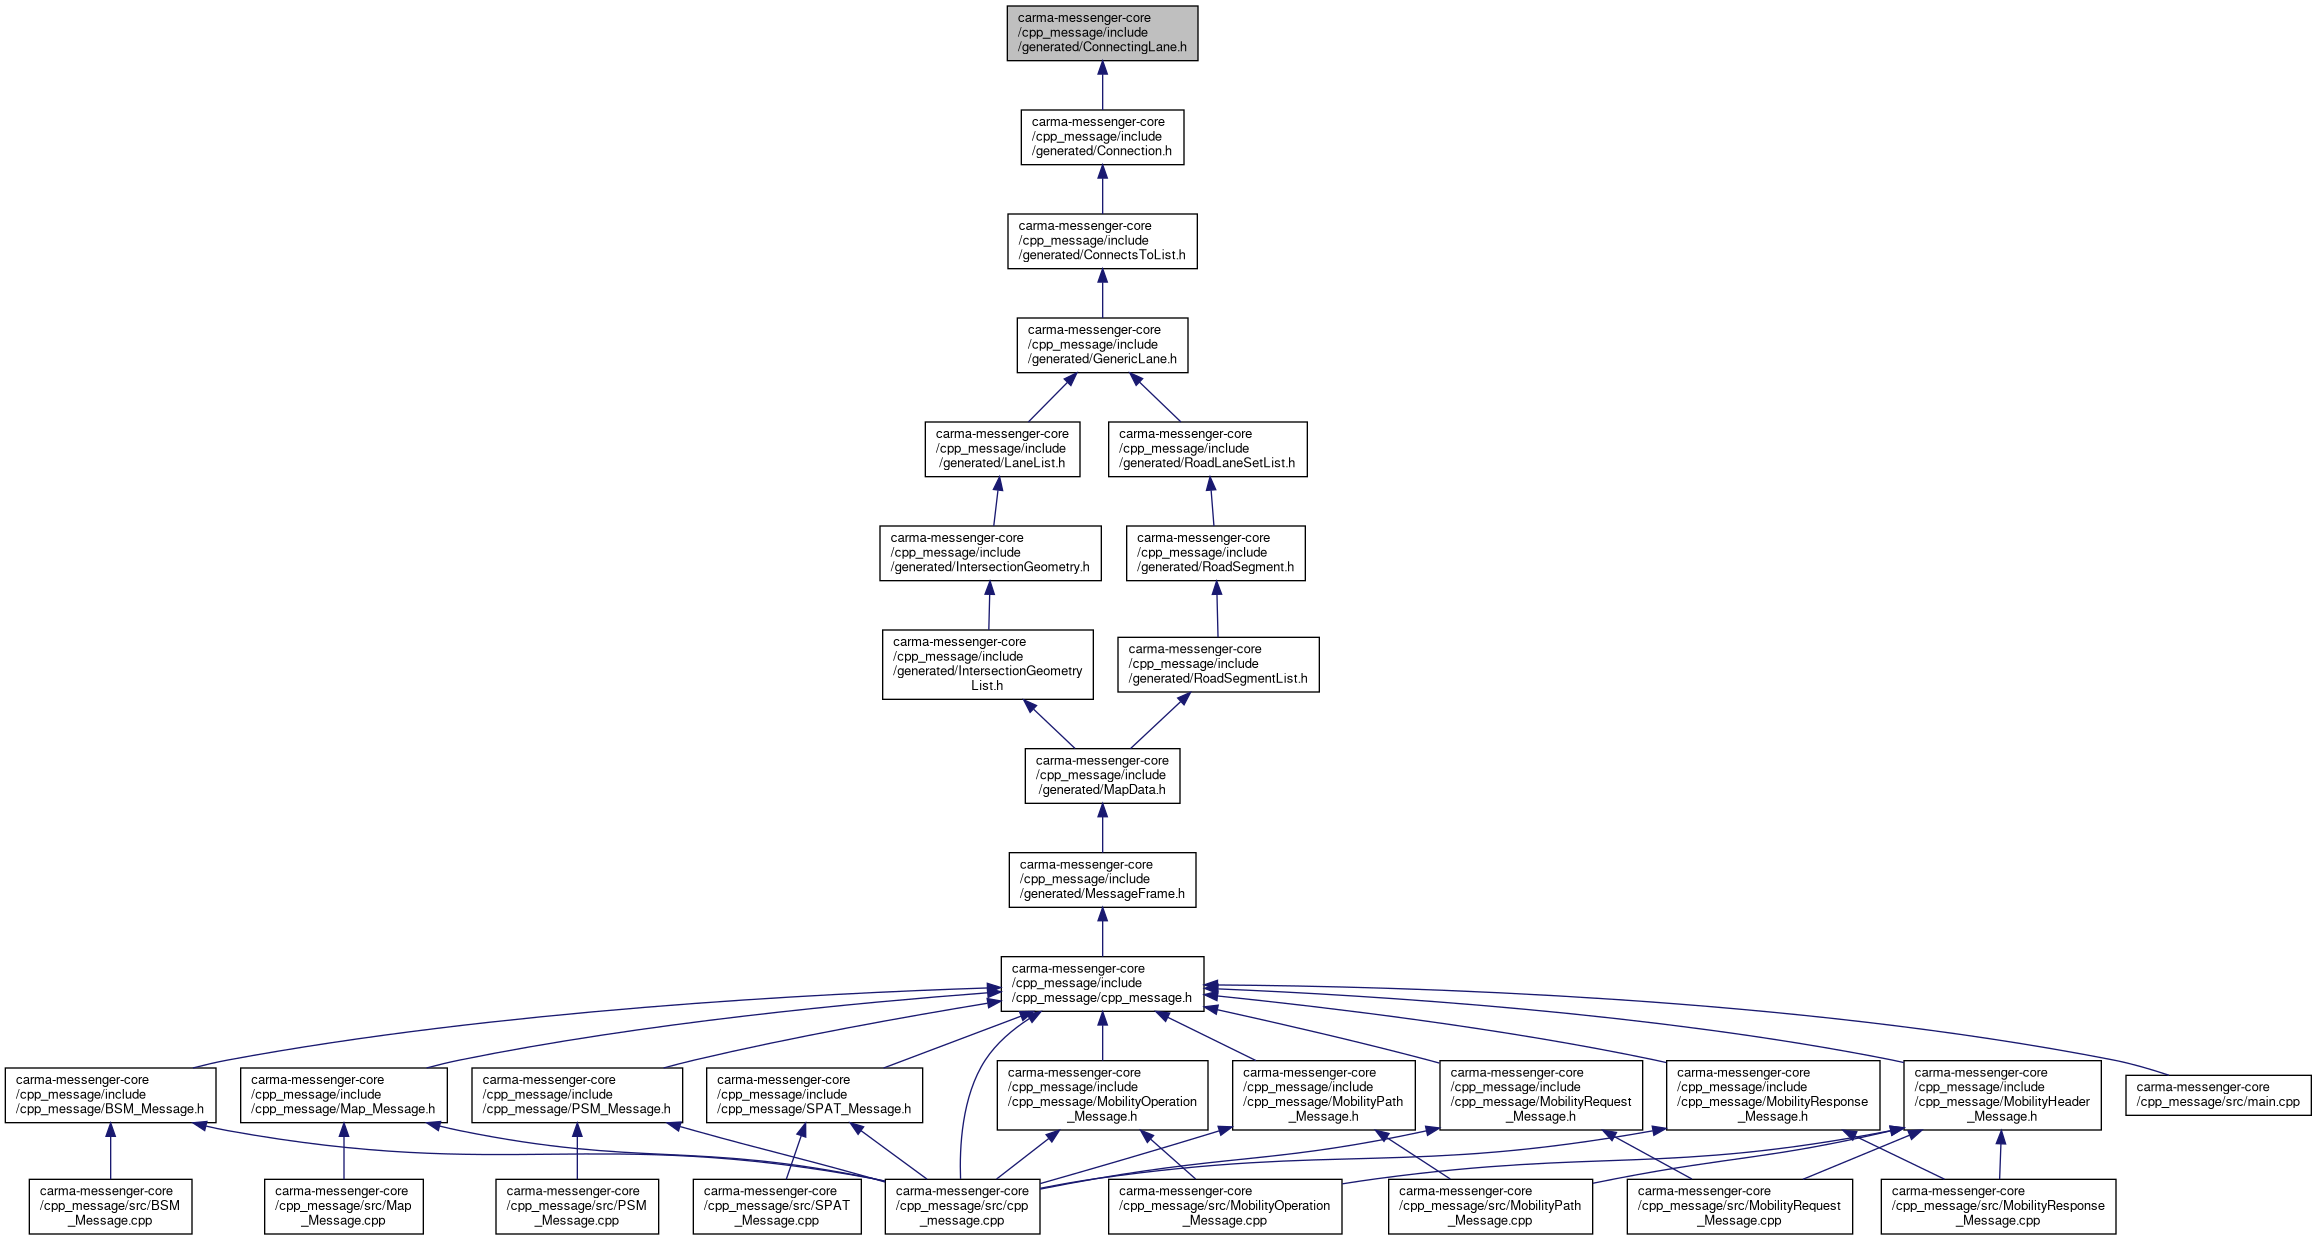 carma-messenger-core
/cpp_message/include
/generated/ConnectingLane.h
carma-messenger-core
/cpp_message/include
/generated/Connection.h
carma-messenger-core
/cpp_message/include
/generated/ConnectsToList.h
carma-messenger-core
/cpp_message/include
/generated/GenericLane.h
carma-messenger-core
/cpp_message/include
/generated/LaneList.h
carma-messenger-core
/cpp_message/include
/generated/RoadLaneSetList.h
carma-messenger-core
/cpp_message/include
/generated/IntersectionGeometry.h
carma-messenger-core
/cpp_message/include
/generated/RoadSegment.h
carma-messenger-core
/cpp_message/include
/generated/IntersectionGeometry
List.h
carma-messenger-core
/cpp_message/include
/generated/RoadSegmentList.h
carma-messenger-core
/cpp_message/include
/generated/MapData.h
carma-messenger-core
/cpp_message/include
/generated/MessageFrame.h
carma-messenger-core
/cpp_message/include
/cpp_message/cpp_message.h
carma-messenger-core
/cpp_message/include
/cpp_message/BSM_Message.h
carma-messenger-core
/cpp_message/include
/cpp_message/Map_Message.h
carma-messenger-core
/cpp_message/include
/cpp_message/PSM_Message.h
carma-messenger-core
/cpp_message/include
/cpp_message/SPAT_Message.h
carma-messenger-core
/cpp_message/include
/cpp_message/MobilityOperation
_Message.h
carma-messenger-core
/cpp_message/include
/cpp_message/MobilityPath
_Message.h
carma-messenger-core
/cpp_message/include
/cpp_message/MobilityRequest
_Message.h
carma-messenger-core
/cpp_message/include
/cpp_message/MobilityResponse
_Message.h
carma-messenger-core
/cpp_message/include
/cpp_message/MobilityHeader
_Message.h
carma-messenger-core
/cpp_message/src/main.cpp
carma-messenger-core
/cpp_message/src/BSM
_Message.cpp
carma-messenger-core
/cpp_message/src/Map
_Message.cpp
carma-messenger-core
/cpp_message/src/PSM
_Message.cpp
carma-messenger-core
/cpp_message/src/SPAT
_Message.cpp
carma-messenger-core
/cpp_message/src/cpp
_message.cpp
carma-messenger-core
/cpp_message/src/MobilityOperation
_Message.cpp
carma-messenger-core
/cpp_message/src/MobilityPath
_Message.cpp
carma-messenger-core
/cpp_message/src/MobilityRequest
_Message.cpp
carma-messenger-core
/cpp_message/src/MobilityResponse
_Message.cpp